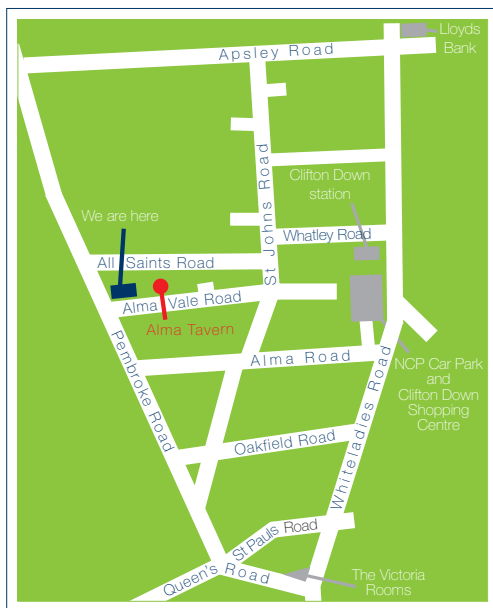 Lloyds
Bank
Apsley Road
Clifton Down
station
St Johns Road
We are here
Whatley Road
All Saints Road
Alma Vale Road
Alma Tavern
Pembroke Road
Alma Road
NCP Car Park
and
Clifton Down
Shopping
Centre
Whiteladies Road
Oakfield Road
St Pauls Road
Queen's Road
The Victoria
Rooms